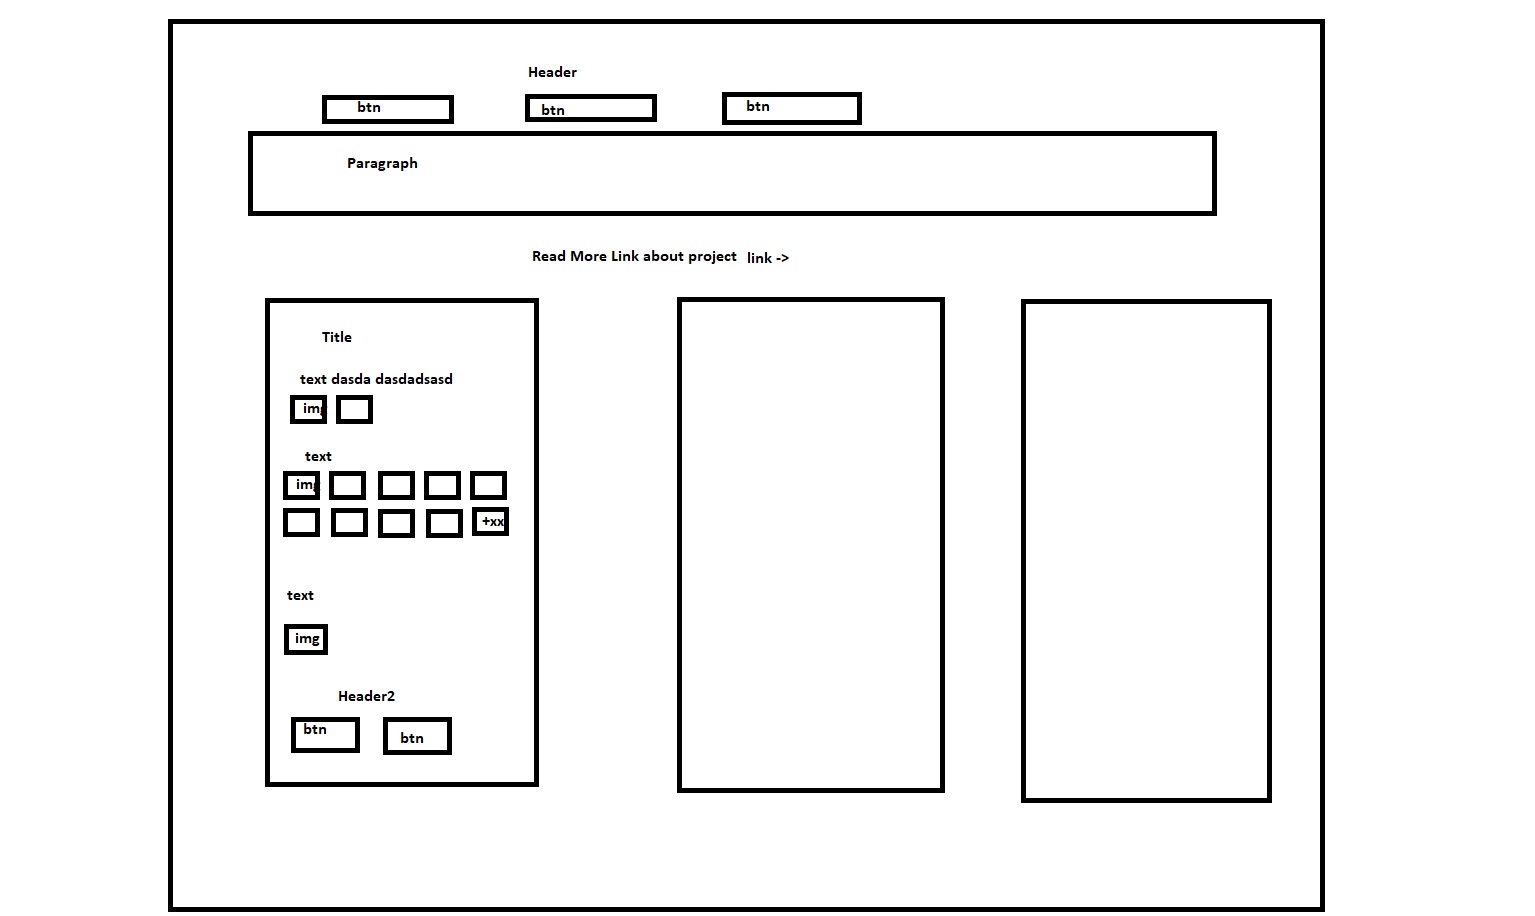 Header
btn btn btn
Paragraph
Read More Link about project link ->
Title
text dasda dasdadsasd
img
text
img
+xx
text
img
Header2
btn btn